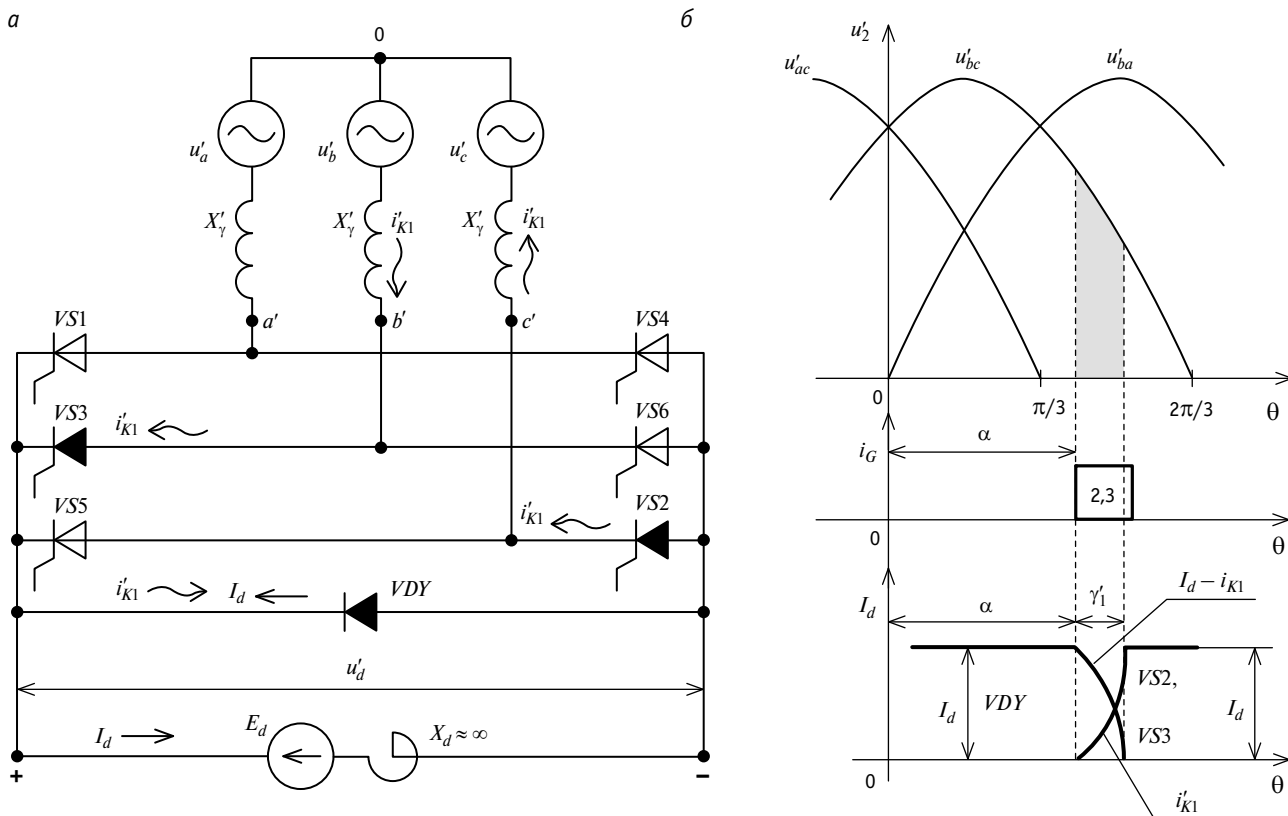 а
0
u′a
u′b
u′c
X′γ
X′γ
i′K1
X′γ
i′K1
a′
b′
c′
VS1
VS4
VS3
i′K1
VS6
VS5
i′K1
VS2
i′K1
Id
VDY
u′d
Id
Ed
Xd ≈ ∞
+
−
б
u′2
u′ac
u′bc
u′ba
0
π/3
2π/3
θ
iG
α
2,3
0
θ
Id
α
γ′1
Id − iK1
Id
VDY
VS2,
VS3
Id
0
i′K1
θ